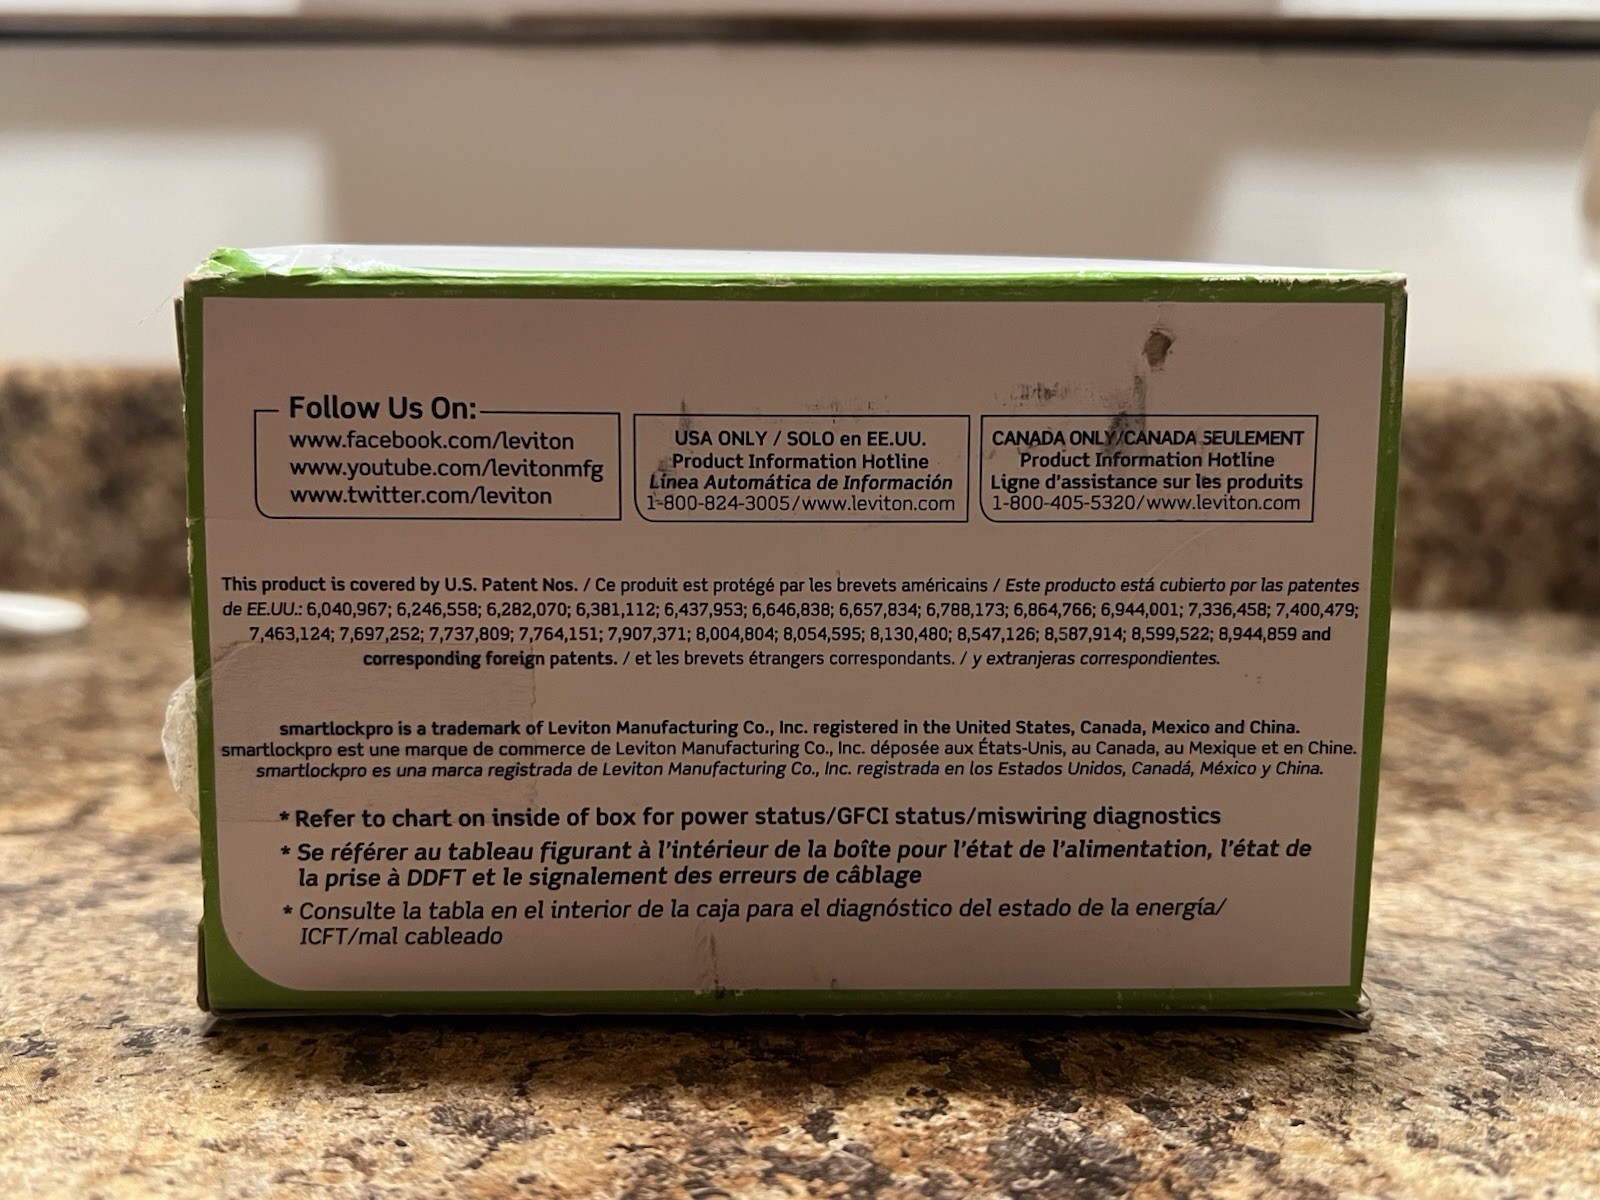 Follow Us On:
www.facebook.com/leviton
www.youtube.com/levitonmfg
www.twitter.com/leviton
USA ONLY / SOLO en EE.UU.
Product Information Hotline
Línea Automática de Información
1-800-824-3005/www.leviton.com
CANADA ONLY/CANADA SEULEMENT
Product Information Hotline
Ligne d'assistance sur les produits
1-800-405-5320/www.leviton.com
This product is covered by U.S. Patent Nos. / Ce produit est protégé par les brevets américains / Este producto está cubierto por las patentes
de EE.UU.: 6,040,967; 6,246,558; 6,282,070; 6,381,112; 6,437,953; 6,646,838; 6,657,834; 6,788,173; 6,864,766; 6,944,001; 7,336,458; 7,400,479;
7,463,124; 7,697,252; 7,737,809; 7,764,151; 7,907,371; 8,004,804; 8,054,595; 8,130,480; 8,547,126; 8,587,914; 8,599,522; 8,944,859 and
corresponding foreign patents. / et les brevets étrangers correspondants. / y extranjeras correspondientes.
smartlockpro is a trademark of Leviton Manufacturing Co., Inc. registered in the United States, Canada, Mexico and China.
smartlockpro est une marque de commerce de Leviton Manufacturing Co., Inc. déposée aux États-Unis, au Canada, au Mexique et en Chine.
smartlockpro es una marca registrada de Leviton Manufacturing Co., Inc. registrada en los Estados Unidos, Canadá, México y China.
* Refer to chart on inside of box for power status/GFCI status/miswiring diagnostics
* Se référer au tableau figurant à l'intérieur de la boîte pour l'état de l'alimentation, l'état de
la prise à DDFT et le signalement des erreurs de câblage
* Consulte la tabla en el interior de la caja para el diagnóstico del estado de la energía/
ICFT/mal cableado